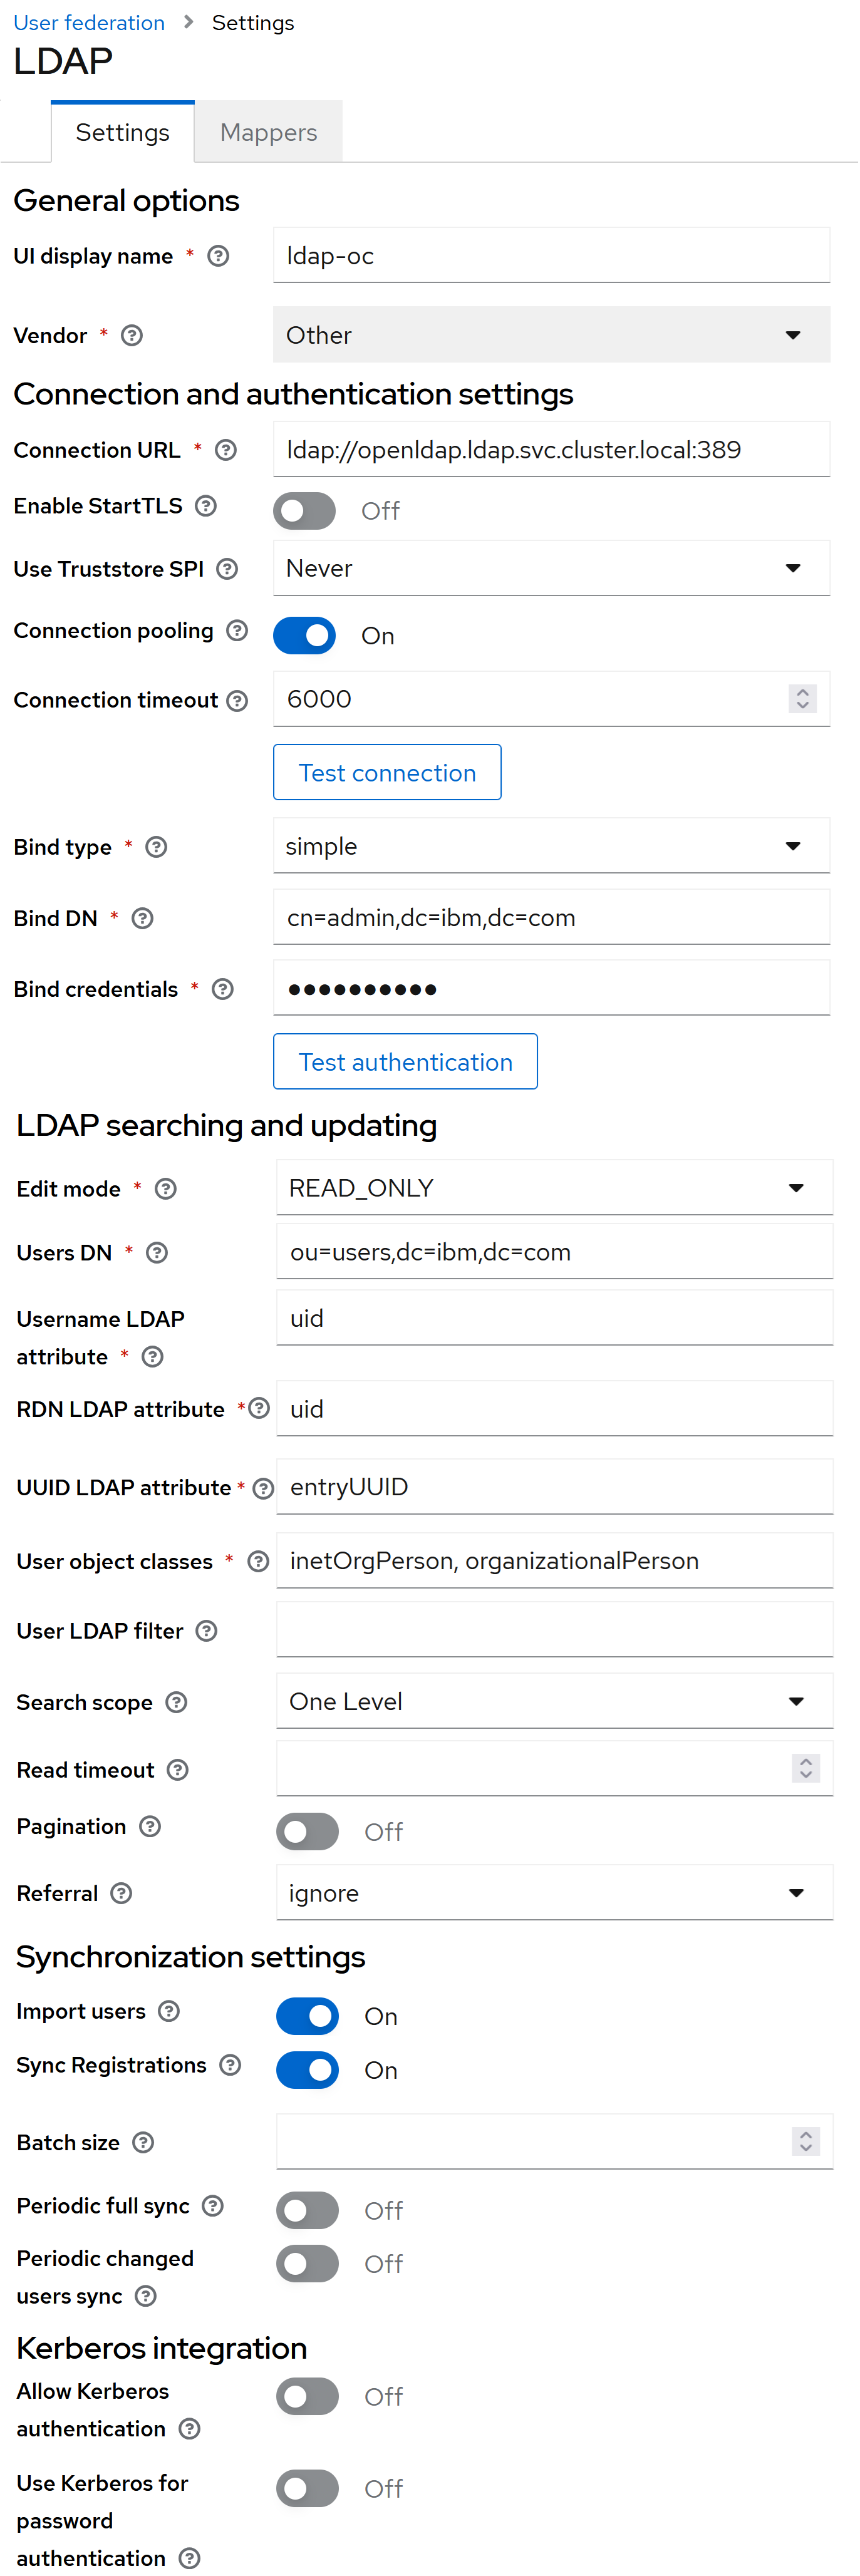 User federation > Settings
LDAP
Settings Mappers
General options
UI display name * ldap-oc
Vendor * Other
Connection and authentication settings
Connection URL * ldap://openldap.ldap.svc.cluster.local:389
Enable StartTLS Off
Use Truststore SPI Never
Connection pooling On
Connection timeout 6000
Test connection
Bind type * simple
Bind DN * cn=admin,dc=ibm,dc=com
Bind credentials * ●●●●●●●●●●
Test authentication
LDAP searching and updating
Edit mode * READ_ONLY
Users DN * ou=users,dc=ibm,dc=com
Username LDAP uid
attribute *
RDN LDAP attribute * uid
UUID LDAP attribute * entryUUID
User object classes * inetOrgPerson, organizationalPerson
User LDAP filter
Search scope One Level
Read timeout
Pagination Off
Referral ignore
Synchronization settings
Import users On
Sync Registrations On
Batch size
Periodic full sync Off
Periodic changed Off
users sync
Kerberos integration
Allow Kerberos Off
authentication
Use Kerberos for Off
password
authentication